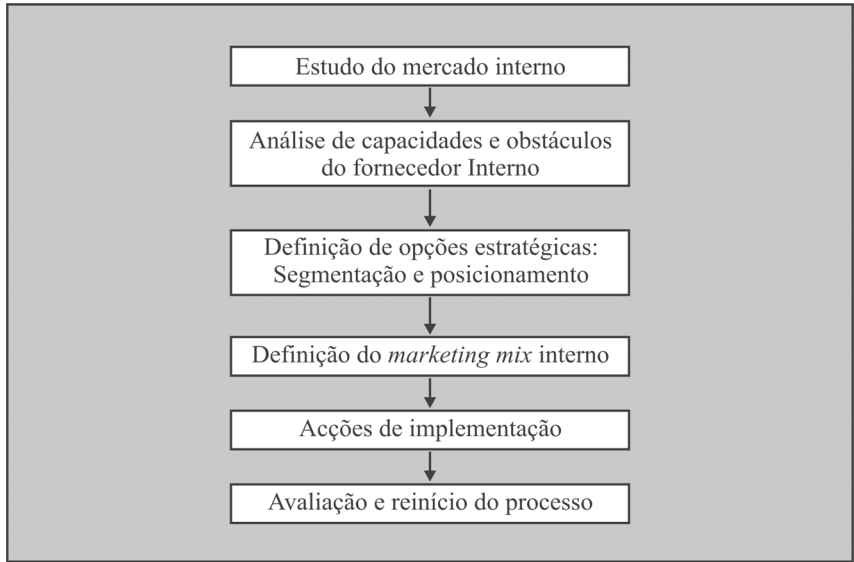 Estudo do mercado interno
Análise de capacidades e obstáculos
do fornecedor Interno
Definição de opções estratégicas:
Segmentação e posicionamento
Definição do marketing mix interno
Acções de implementação
Avaliação e reinício do processo